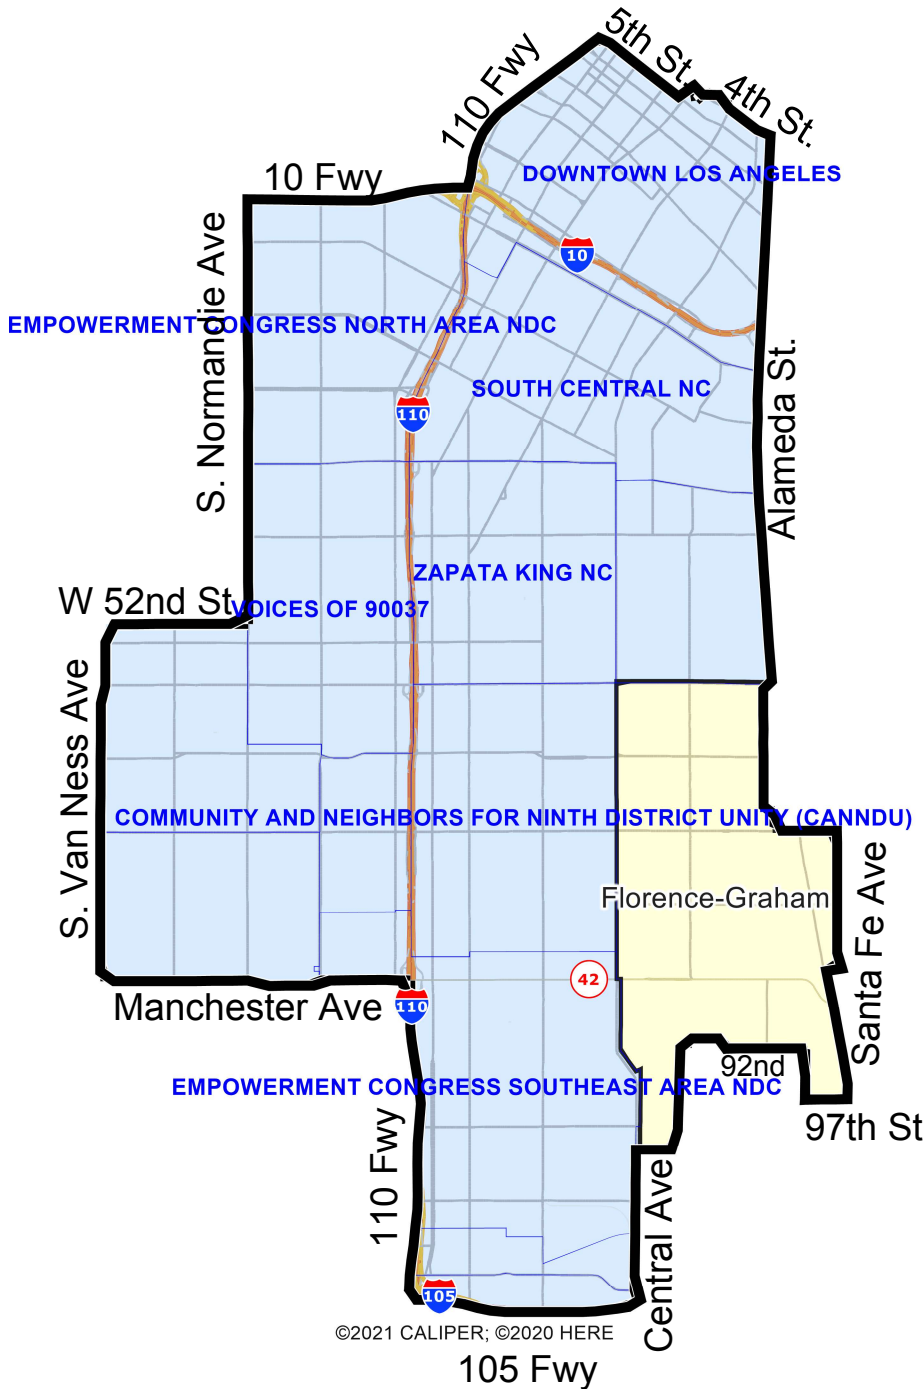 5th St.
110 Fwy
4th St.
10 Fwy
DOWNTOWN LOS ANGELES
S. Normandie Ave
10
EMPOWERMENT CONGRESS NORTH AREA NDC
SOUTH CENTRAL NC
110
Alameda St.
ZAPATA KING NC
W 52nd St
VOICES OF 90037
S. Van Ness Ave
COMMUNITY AND NEIGHBORS FOR NINTH DISTRICT UNITY (CANNDU)
Florence-Graham
Santa Fe Ave
42
Manchester Ave
110
92nd
EMPOWERMENT CONGRESS SOUTHEAST AREA NDC
97th St
110 Fwy
Central Ave
105
©2021 CALIPER; ©2020 HERE
105 Fwy